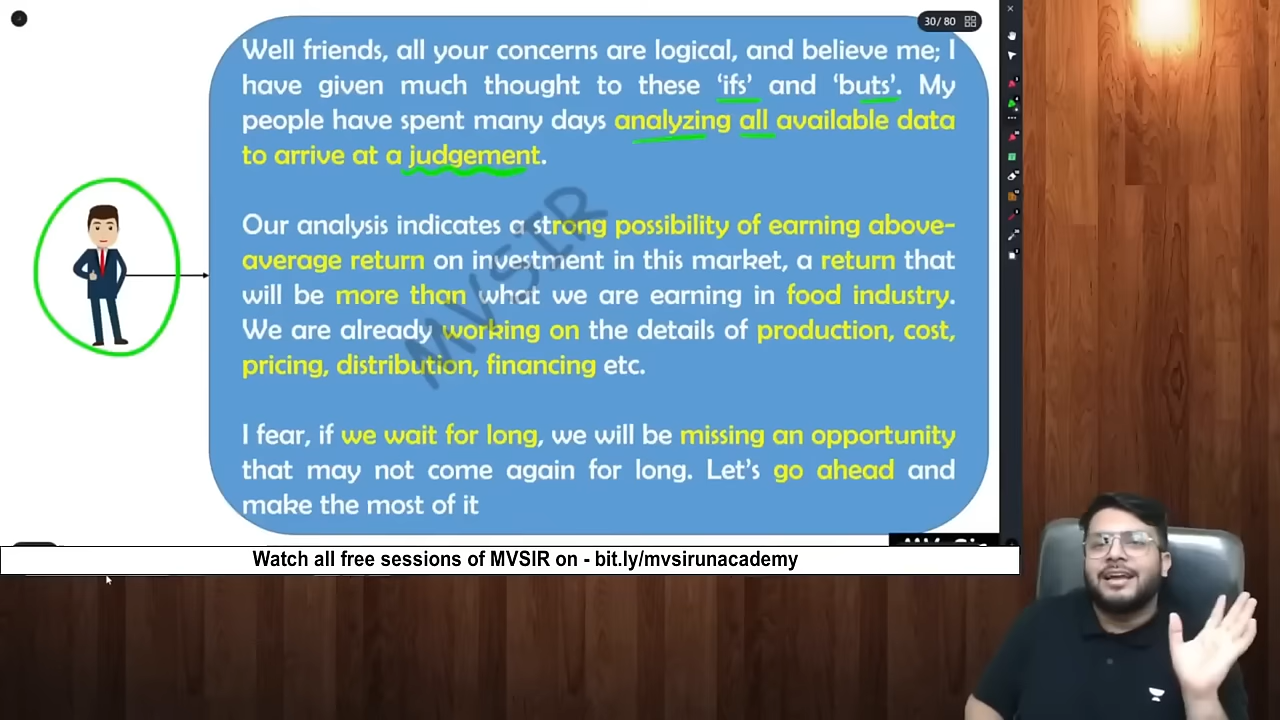 30/ 80
Well friends, all your concerns are logical, and believe me; I
have given much thought to these ‘ifs’ and ‘buts’. My
people have spent many days analyzing all available data
to arrive at a judgement.
Our analysis indicates a strong possibility of earning above-
average return on investment in this market, a return that
will be more than what we are earning in food industry.
We are already working on the details of production, cost,
pricing, distribution, financing etc.
I fear, if we wait for long, we will be missing an opportunity
that may not come again for long. Let’s go ahead and
make the most of it
MVSIR
Watch all free sessions of MVSIR on - bit.ly/mvsirunacademy